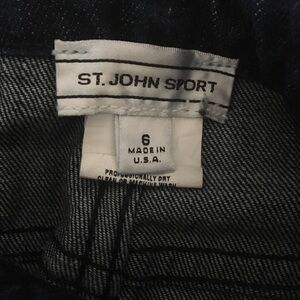 ST. JOHN SPORT
6
MADE IN
U.S.A.
PROFESSIONALLY DRY
CLEAN OR MACHINE WASH